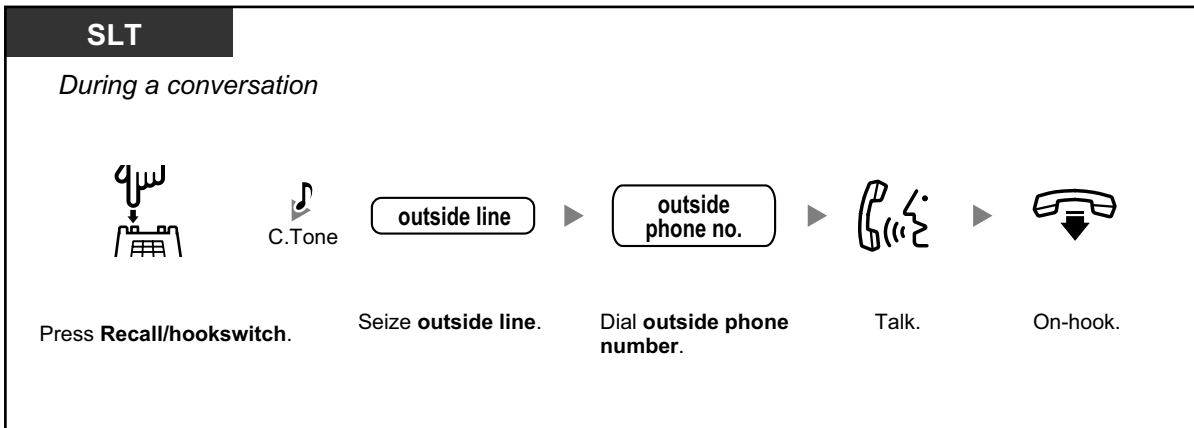 SLT
During a conversation
C.Tone
outside line
outside
phone no.
Press Recall/hookswitch.
Seize outside line.
Dial outside phone
number.
Talk.
On-hook.